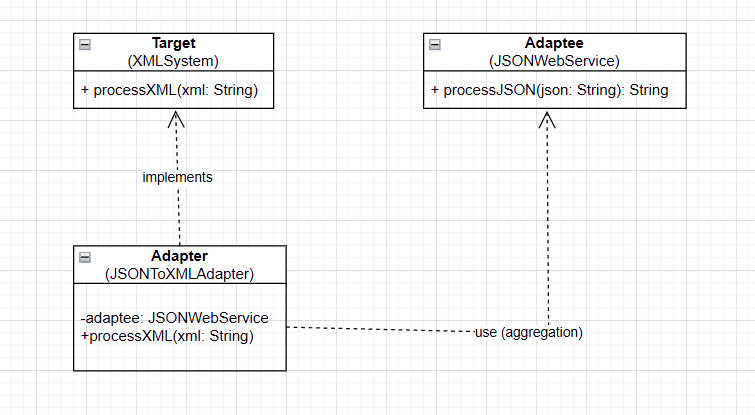 Target
(XMLSystem)
+ processXML(xml: String)
Adaptee
(JSONWebService)
+ processJSON(json: String): String
implements
Adapter
(JSONToXMLAdapter)
-adaptee: JSONWebService
+processXML(xml: String)
use (aggregation)